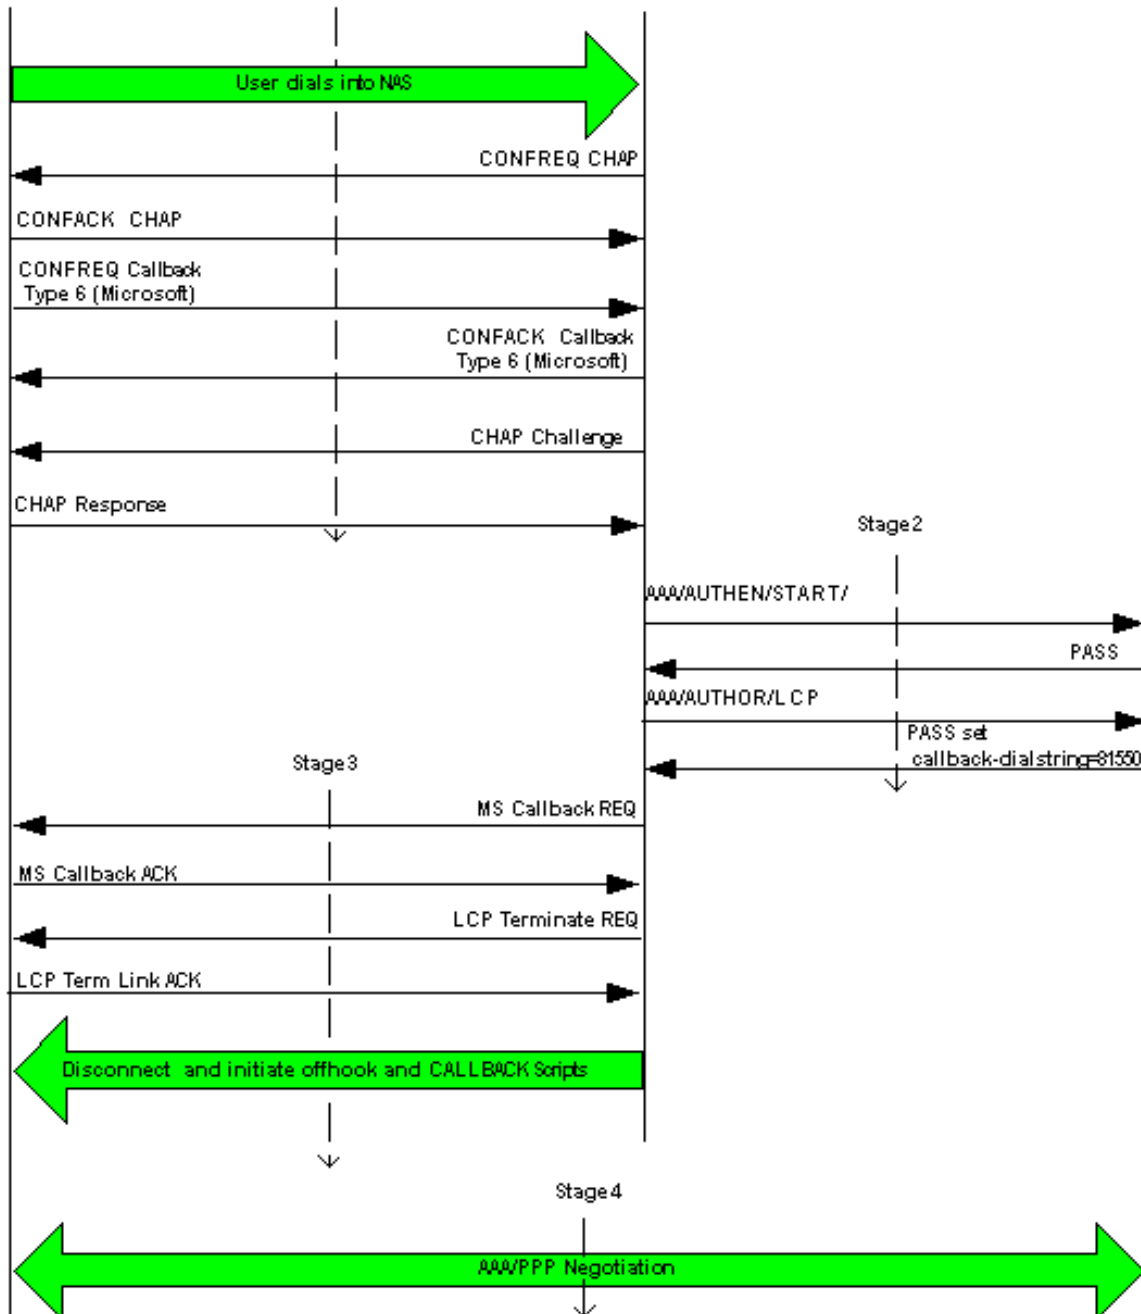 User dials into NAS
CONFREQ CHAP
CONFACK CHAP
CONFREQ Callback
Type 6 (Microsoft)
CONFACK Callback
Type 6 (Microsoft)
CHAP Challenge
CHAP Response
Stage 2
AAA/AUTHEN/START/
PASS
AAA/AUTHOR/LCP
PASS set
callback-dialstring=81550
Stage 3
MS Callback REQ
MS Callback ACK
LCP Terminate REQ
LCP Term Link ACK
Disconnect and initiate offhook and CALLBACK Scripts
Stage 4
AAA/PPP Negotiation